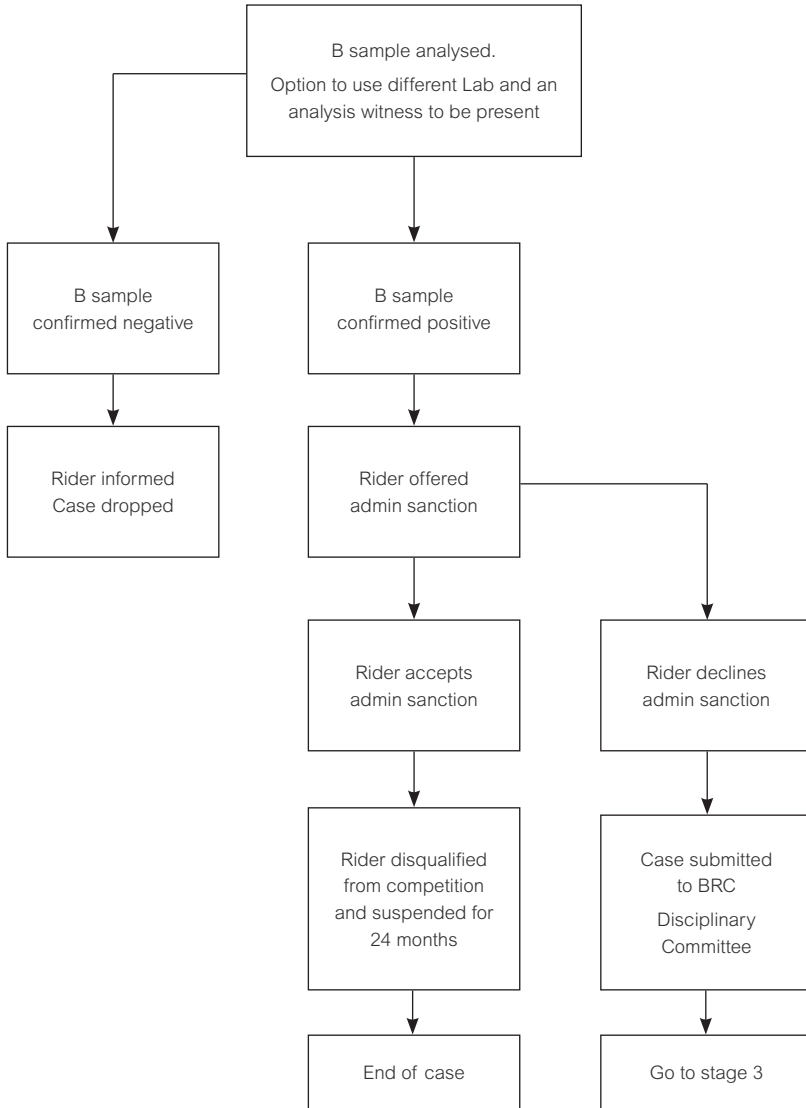 B sample analysed.
Option to use different Lab and an
analysis witness to be present
B sample
confirmed negative
B sample
confirmed positive
Rider informed
Case dropped
Rider offered
admin sanction
Rider accepts
admin sanction
Rider declines
admin sanction
Rider disqualified
from competition
and suspended for
24 months
Case submitted
to BRC
Disciplinary
Committee
End of case
Go to stage 3